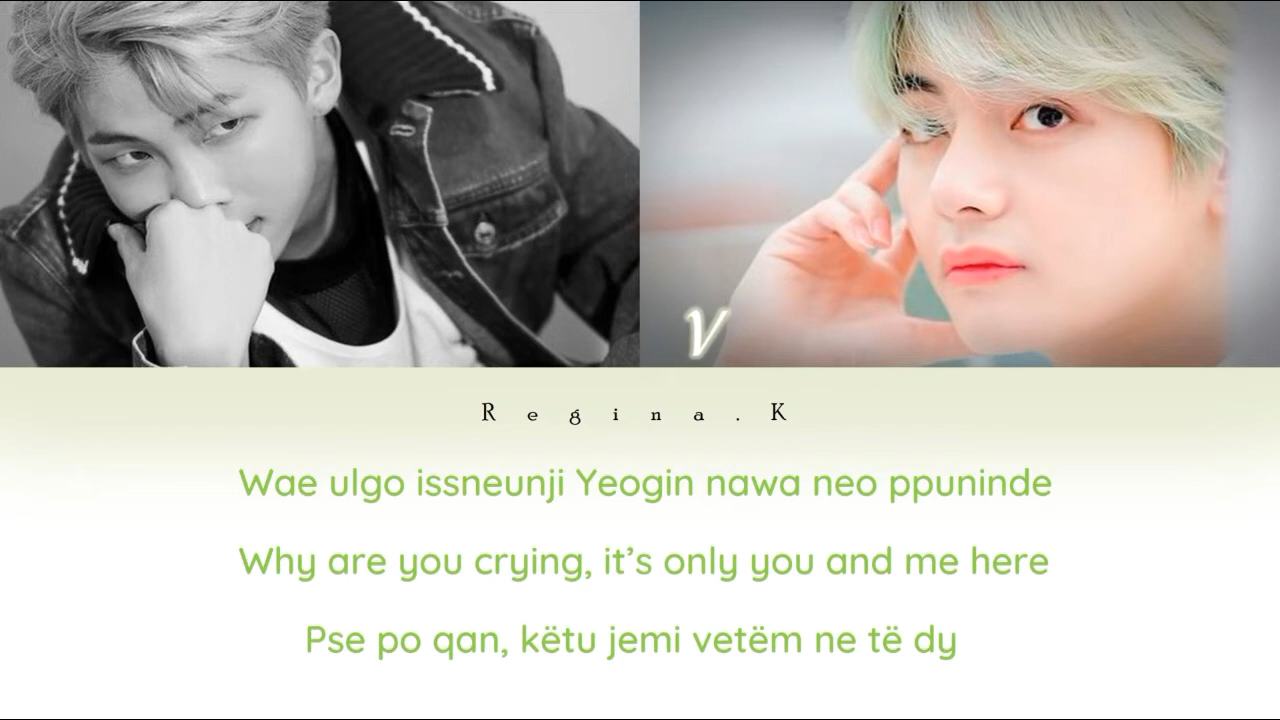 V
R e g i n a . K
Wae ulgo issneunji Yeogin nawa neo ppuninde
Why are you crying, it’s only you and me here
Pse po qan, këtu jemi vetëm ne të dy